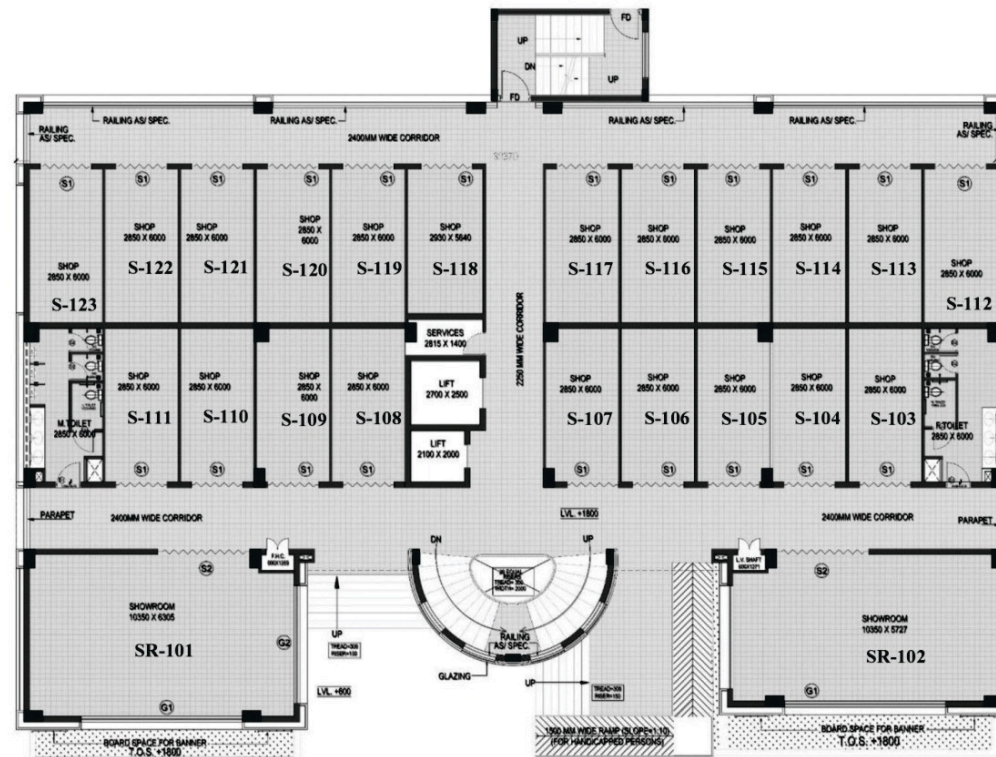 FD
UP
DN
UP
FD
RAILING AS/ SPEC.
RAILING AS/ SPEC.
RAILING AS/ SPEC.
RAILING AS/ SPEC.
RAILING
AS/ SPEC.
2400MM WIDE CORRIDOR
RAILING
AS/ SPEC.
S1
S1
S1
S1
S1
S1
S1
S1
S1
S1
S1
S1
SHOP
2850 X 6000
S-123
SHOP
2850 X 6000
S-122
SHOP
2850 X 6000
S-121
SHOP
2850 X
6000
S-120
SHOP
2850 X 6000
S-119
SHOP
2930 X 5640
S-118
SHOP
2850 X 6000
S-117
SHOP
2850 X 6000
S-116
SHOP
2850 X 6000
S-115
SHOP
2850 X 6000
S-114
SHOP
2850 X 6000
S-113
SHOP
2850 X 6000
S-112
SERVICES
2815 X 1400
LIFT
2700 X 2500
LIFT
2100 X 2000
2250 MM WIDE CORRIDOR
M.TOILET
2850 X 6000
SHOP
2850 X 6000
S-111
SHOP
2850 X 6000
S-110
SHOP
2850 X
6000
S-109
SHOP
2850 X 6000
S-108
SHOP
2850 X 6000
S-107
SHOP
2850 X 6000
S-106
SHOP
2850 X 6000
S-105
SHOP
2850 X 6000
S-104
SHOP
2850 X 6000
S-103
2850 X 6000
S1
S1
S1
S1
S1
S1
S1
S1
S1
PARAPET
2400MM WIDE CORRIDOR
LVL. +1800
2400MM WIDE CORRIDOR
PARAPET
DN
UP
F.H.C.
L.V. SHAFT
S2
S2
SHOWROOM
10350 X 6305
SR-101
G2
G1
UP
TREAD=305
LVL. +600
RAILING
AS/ SPEC.
GLAZING
UP
TREAD=305
RISER=150
SHOWROOM
10350 X 5727
SR-102
G1
BOARD SPACE FOR BANNER
T.O.S. +1800
1500 MM WIDE RAMP (SLOPE=1:10)
(FOR HANDICAPPED PERSONS)
BOARD SPACE FOR BANNER
T.O.S. +1800